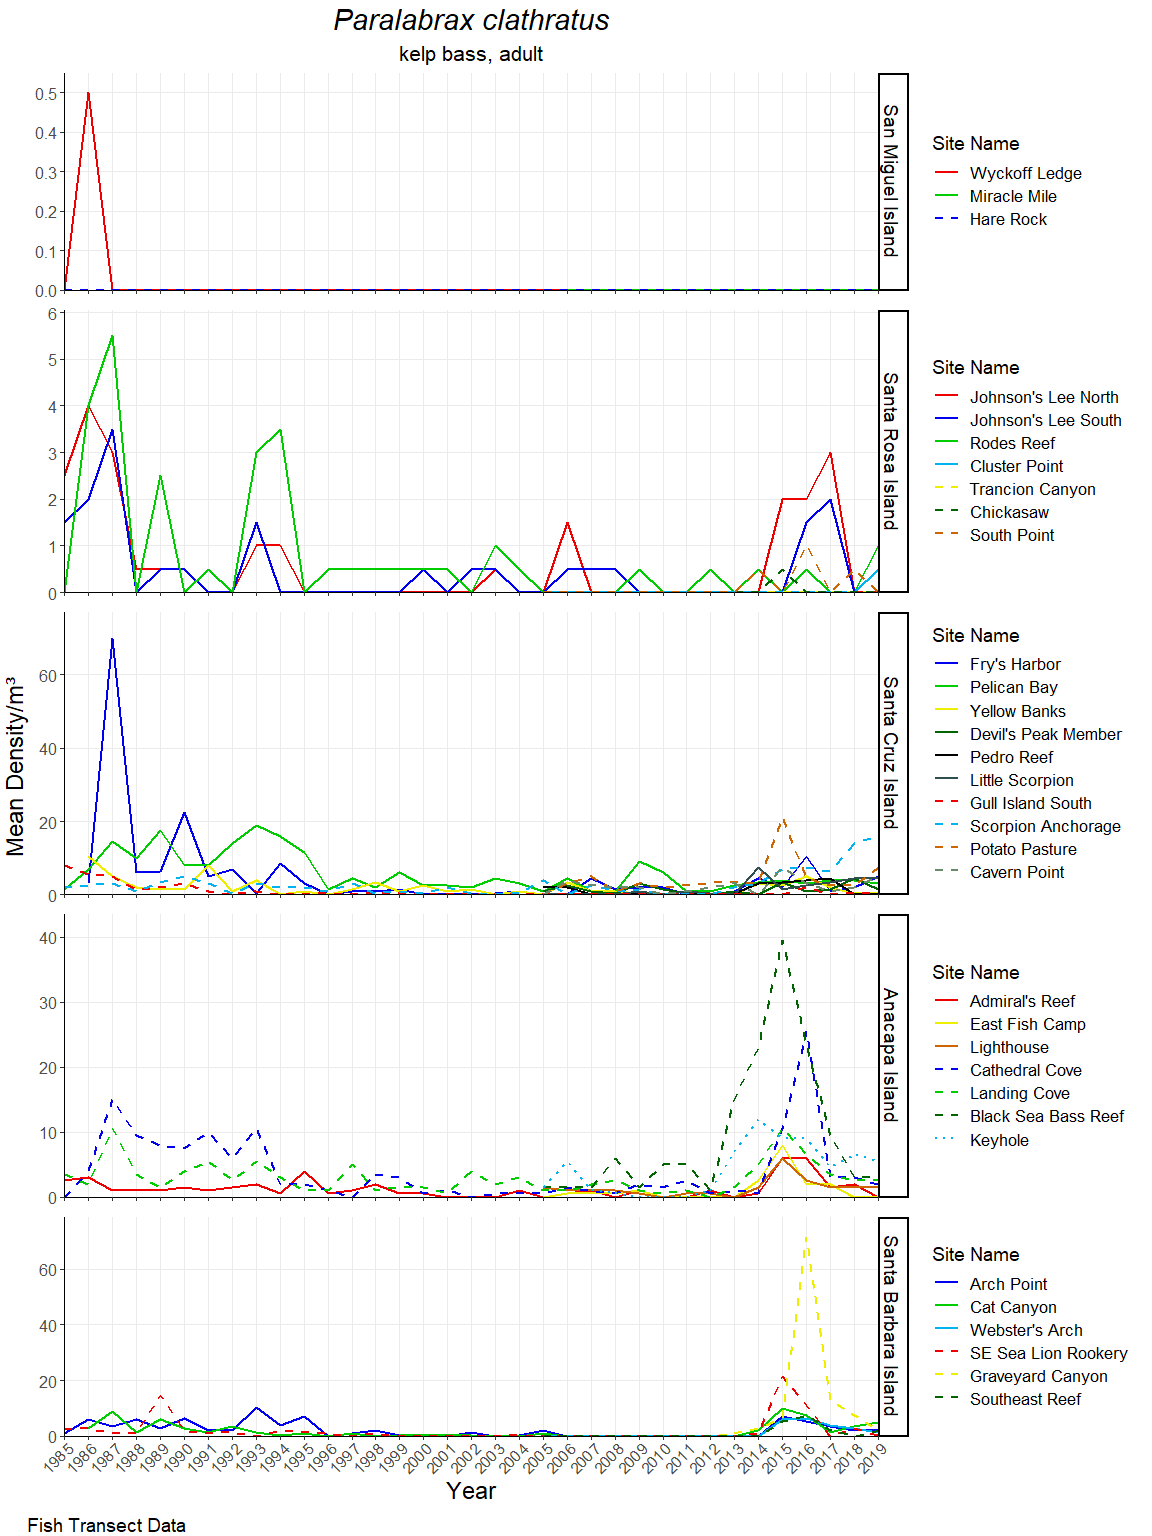 Paralabrax clathratus
kelp bass, adult
Mean Density/m³
0.5
0.4
0.3
0.2
0.1
0.0
San Miguel Island
Site Name
Wyckoff Ledge
Miracle Mile
Hare Rock
6
5
4
3
2
1
0
Santa Rosa Island
Site Name
Johnson's Lee North
Johnson's Lee South
Rodes Reef
Cluster Point
Trancion Canyon
Chickasaw
South Point
60
40
20
0
Santa Cruz Island
Site Name
Fry's Harbor
Pelican Bay
Yellow Banks
Devil's Peak Member
Pedro Reef
Little Scorpion
Gull Island South
Scorpion Anchorage
Potato Pasture
Cavern Point
40
30
20
10
0
Anacapa Island
Site Name
Admiral's Reef
East Fish Camp
Lighthouse
Cathedral Cove
Landing Cove
Black Sea Bass Reef
Keyhole
60
40
20
0
Santa Barbara Island
Site Name
Arch Point
Cat Canyon
Webster's Arch
SE Sea Lion Rookery
Graveyard Canyon
Southeast Reef
1985 1986 1987 1988 1989 1990 1991 1992 1993 1994 1995 1996 1997 1998 1999 2000 2001 2002 2003 2004 2005 2006 2007 2008 2009 2010 2011 2012 2013 2014 2015 2016 2017 2018 2019
Year
Fish Transect Data